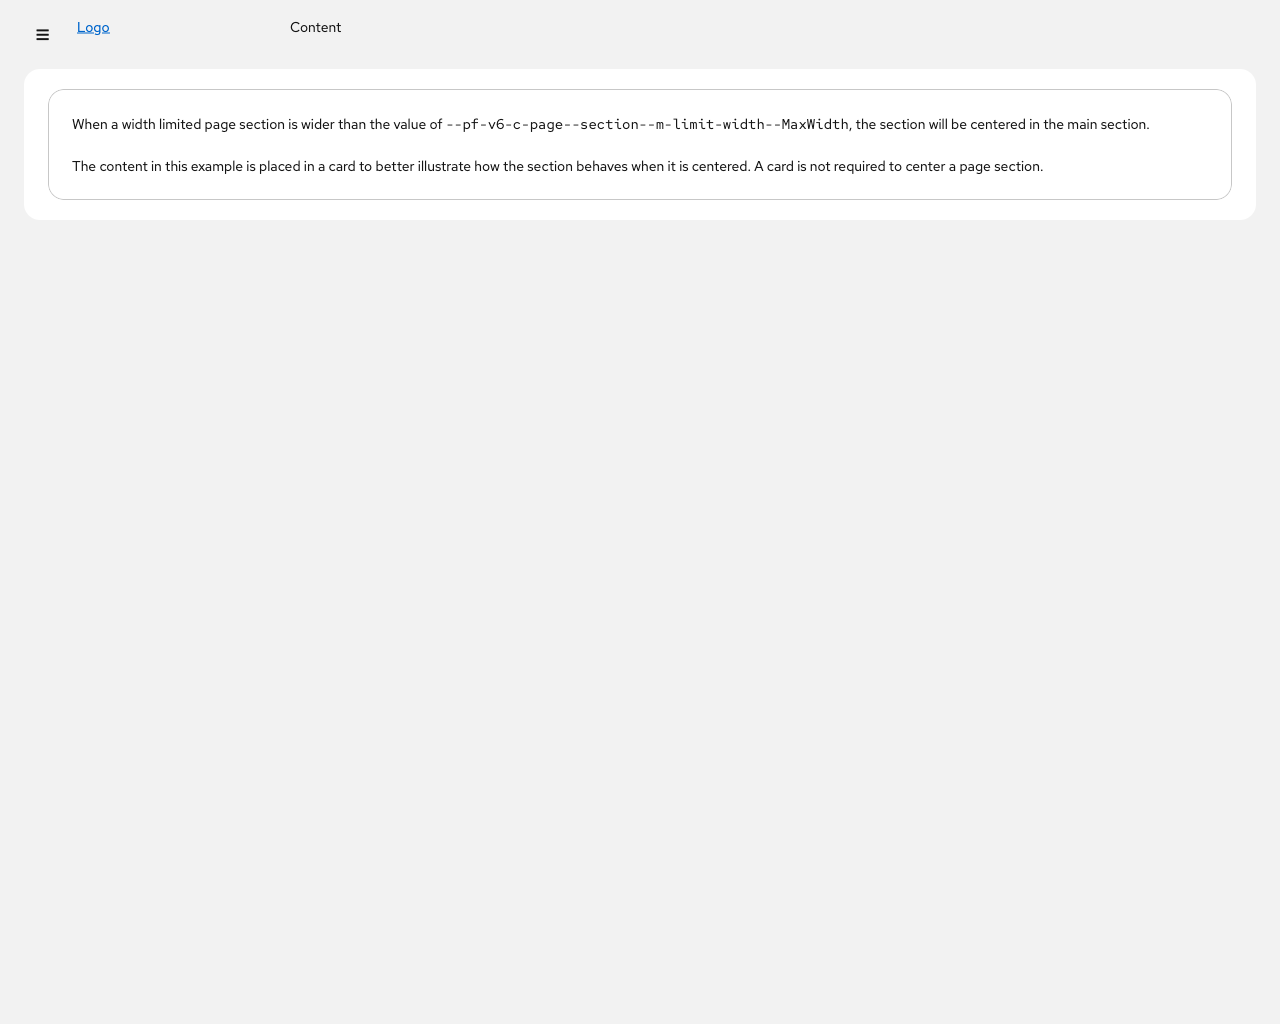 Logo
Content
When a width limited page section is wider than the value of --pf-v6-c-page--section--m-limit-width--MaxWidth, the section will be centered in the main section.
The content in this example is placed in a card to better illustrate how the section behaves when it is centered. A card is not required to center a page section.